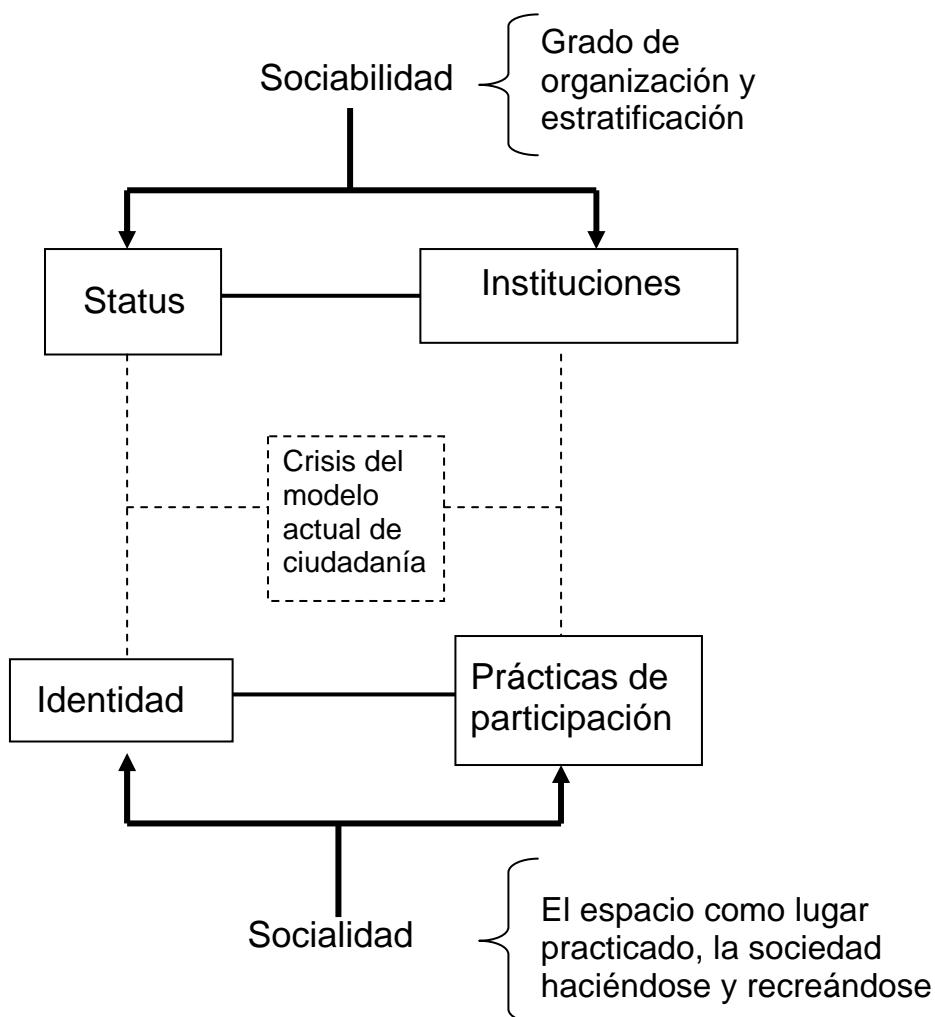 Sociabilidad
Grado de
organización y
estratificación
Status
Instituciones
Crisis del
modelo
actual de
ciudadanía
Identidad
Prácticas de
participación
Socialidad
El espacio como lugar
practicado, la sociedad
haciéndose y recreándose